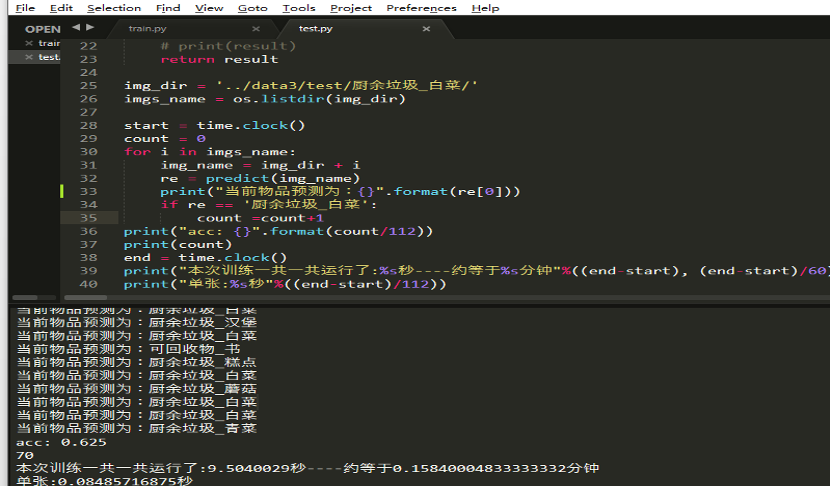 File Edit Selection Find View Goto Tools Project Preferences Help
OPEN
train.py × test.py ×
× train
× test.
22 # print(result)
23 return result
24
25 img_dir = '../data3/test/厨余垃圾_白菜/'
26 imgs_name = os.listdir(img_dir)
27
28 start = time.clock()
29 count = 0
30 for i in imgs_name:
31 img_name = img_dir + i
32 re = predict(img_name)
33 print("当前物品预测为：{}".format(re[0]))
34 if re == '厨余垃圾_白菜':
35 count =count+1
36 print("acc: {}".format(count/112))
37 print(count)
38 end = time.clock()
39 print("本次训练一共一共运行了:%s秒----约等于%s分钟"%((end-start), (end-start)/60)
40 print("单张:%s秒"%((end-start)/112))
当前物品预测为：厨余垃圾_白菜
当前物品预测为：厨余垃圾_汉堡
当前物品预测为：厨余垃圾_白菜
当前物品预测为：可回收物_书
当前物品预测为：厨余垃圾_糕点
当前物品预测为：厨余垃圾_白菜
当前物品预测为：厨余垃圾_蘑菇
当前物品预测为：厨余垃圾_白菜
当前物品预测为：厨余垃圾_白菜
当前物品预测为：厨余垃圾_青菜
acc: 0.625
70
本次训练一共一共运行了:9.5040029秒----约等于0.15840004833333332分钟
单张:0.08485716875秒